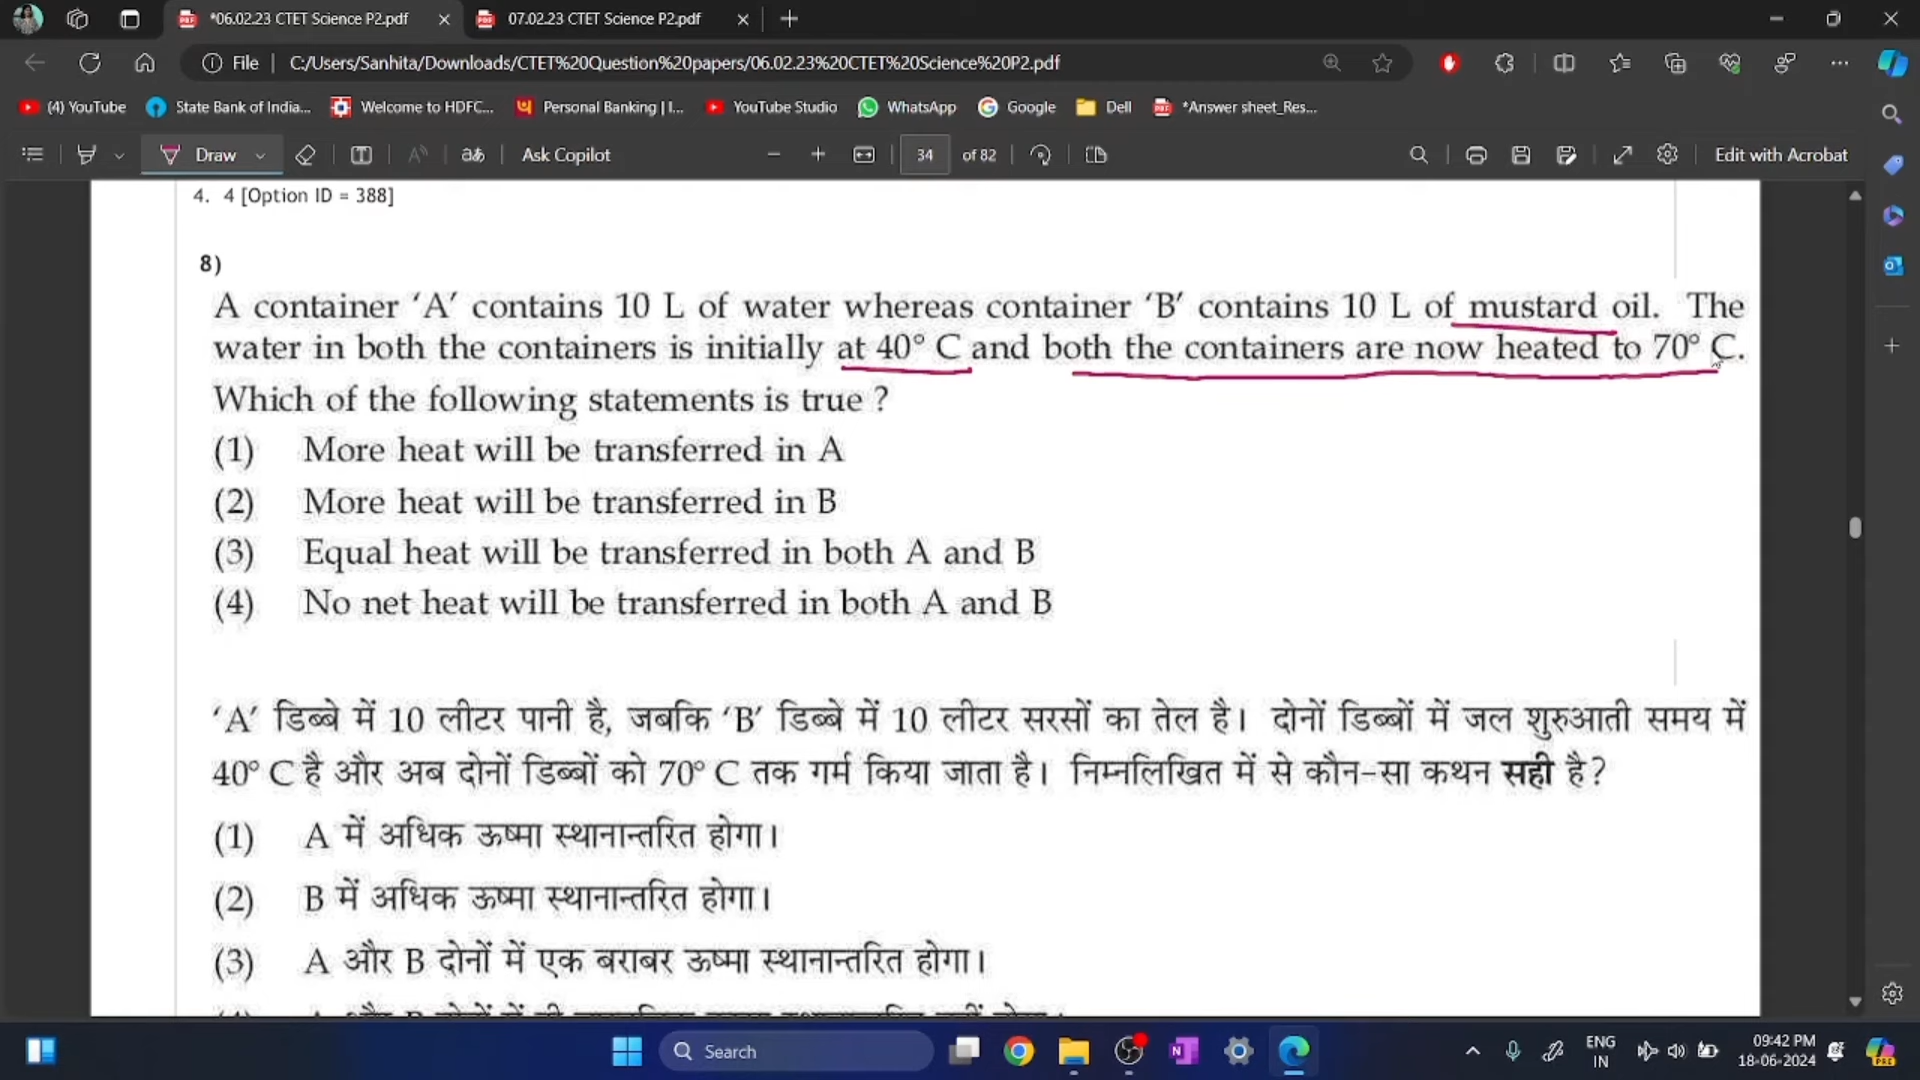 *06.02.23 CTET Science P2.pdf
07.02.23 CTET Science P2.pdf
File
C:/Users/Sanhita/Downloads/CTET%20Question%20papers/06.02.23%20CTET%20Science%20P2.pdf
(4) YouTube
State Bank of India...
Welcome to HDFC...
Personal Banking | I...
YouTube Studio
WhatsApp
Google
Dell
*Answer sheet_Res...
Draw
Ask Copilot
34 of 82
Edit with Acrobat
4. 4 [Option ID = 388]
8)
A container ‘A’ contains 10 L of water whereas container ‘B’ contains 10 L of mustard oil. The
water in both the containers is initially at 40° C and both the containers are now heated to 70° C.
Which of the following statements is true ?
(1) More heat will be transferred in A
(2) More heat will be transferred in B
(3) Equal heat will be transferred in both A and B
(4) No net heat will be transferred in both A and B
‘A’ डिब्बे में 10 लीटर पानी है, जबकि ‘B’ डिब्बे में 10 लीटर सरसों का तेल है। दोनों डिब्बों में जल शुरुआती समय में
40° C है और अब दोनों डिब्बों को 70° C तक गर्म किया जाता है। निम्नलिखित में से कौन-सा कथन सही है?
(1) A में अधिक ऊष्मा स्थानान्तरित होगा।
(2) B में अधिक ऊष्मा स्थानान्तरित होगा।
(3) A और B दोनों में एक बराबर ऊष्मा स्थानान्तरित होगा।
Search
ENG
IN
09:42 PM
18-06-2024